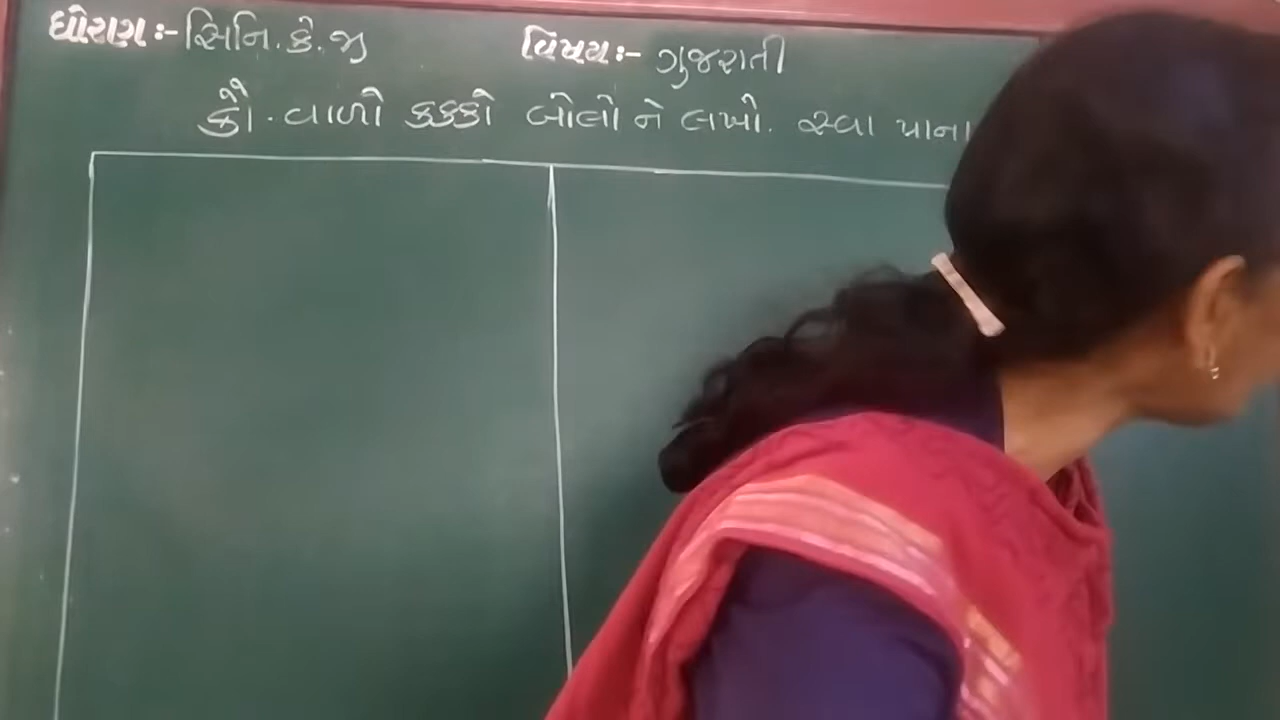 ધોરણ:- સિનિ. કે. જી વિષય:- ગુજરાતી
કૌ. વાળો કક્કો બોલો ને લખો. સ્વા પાના